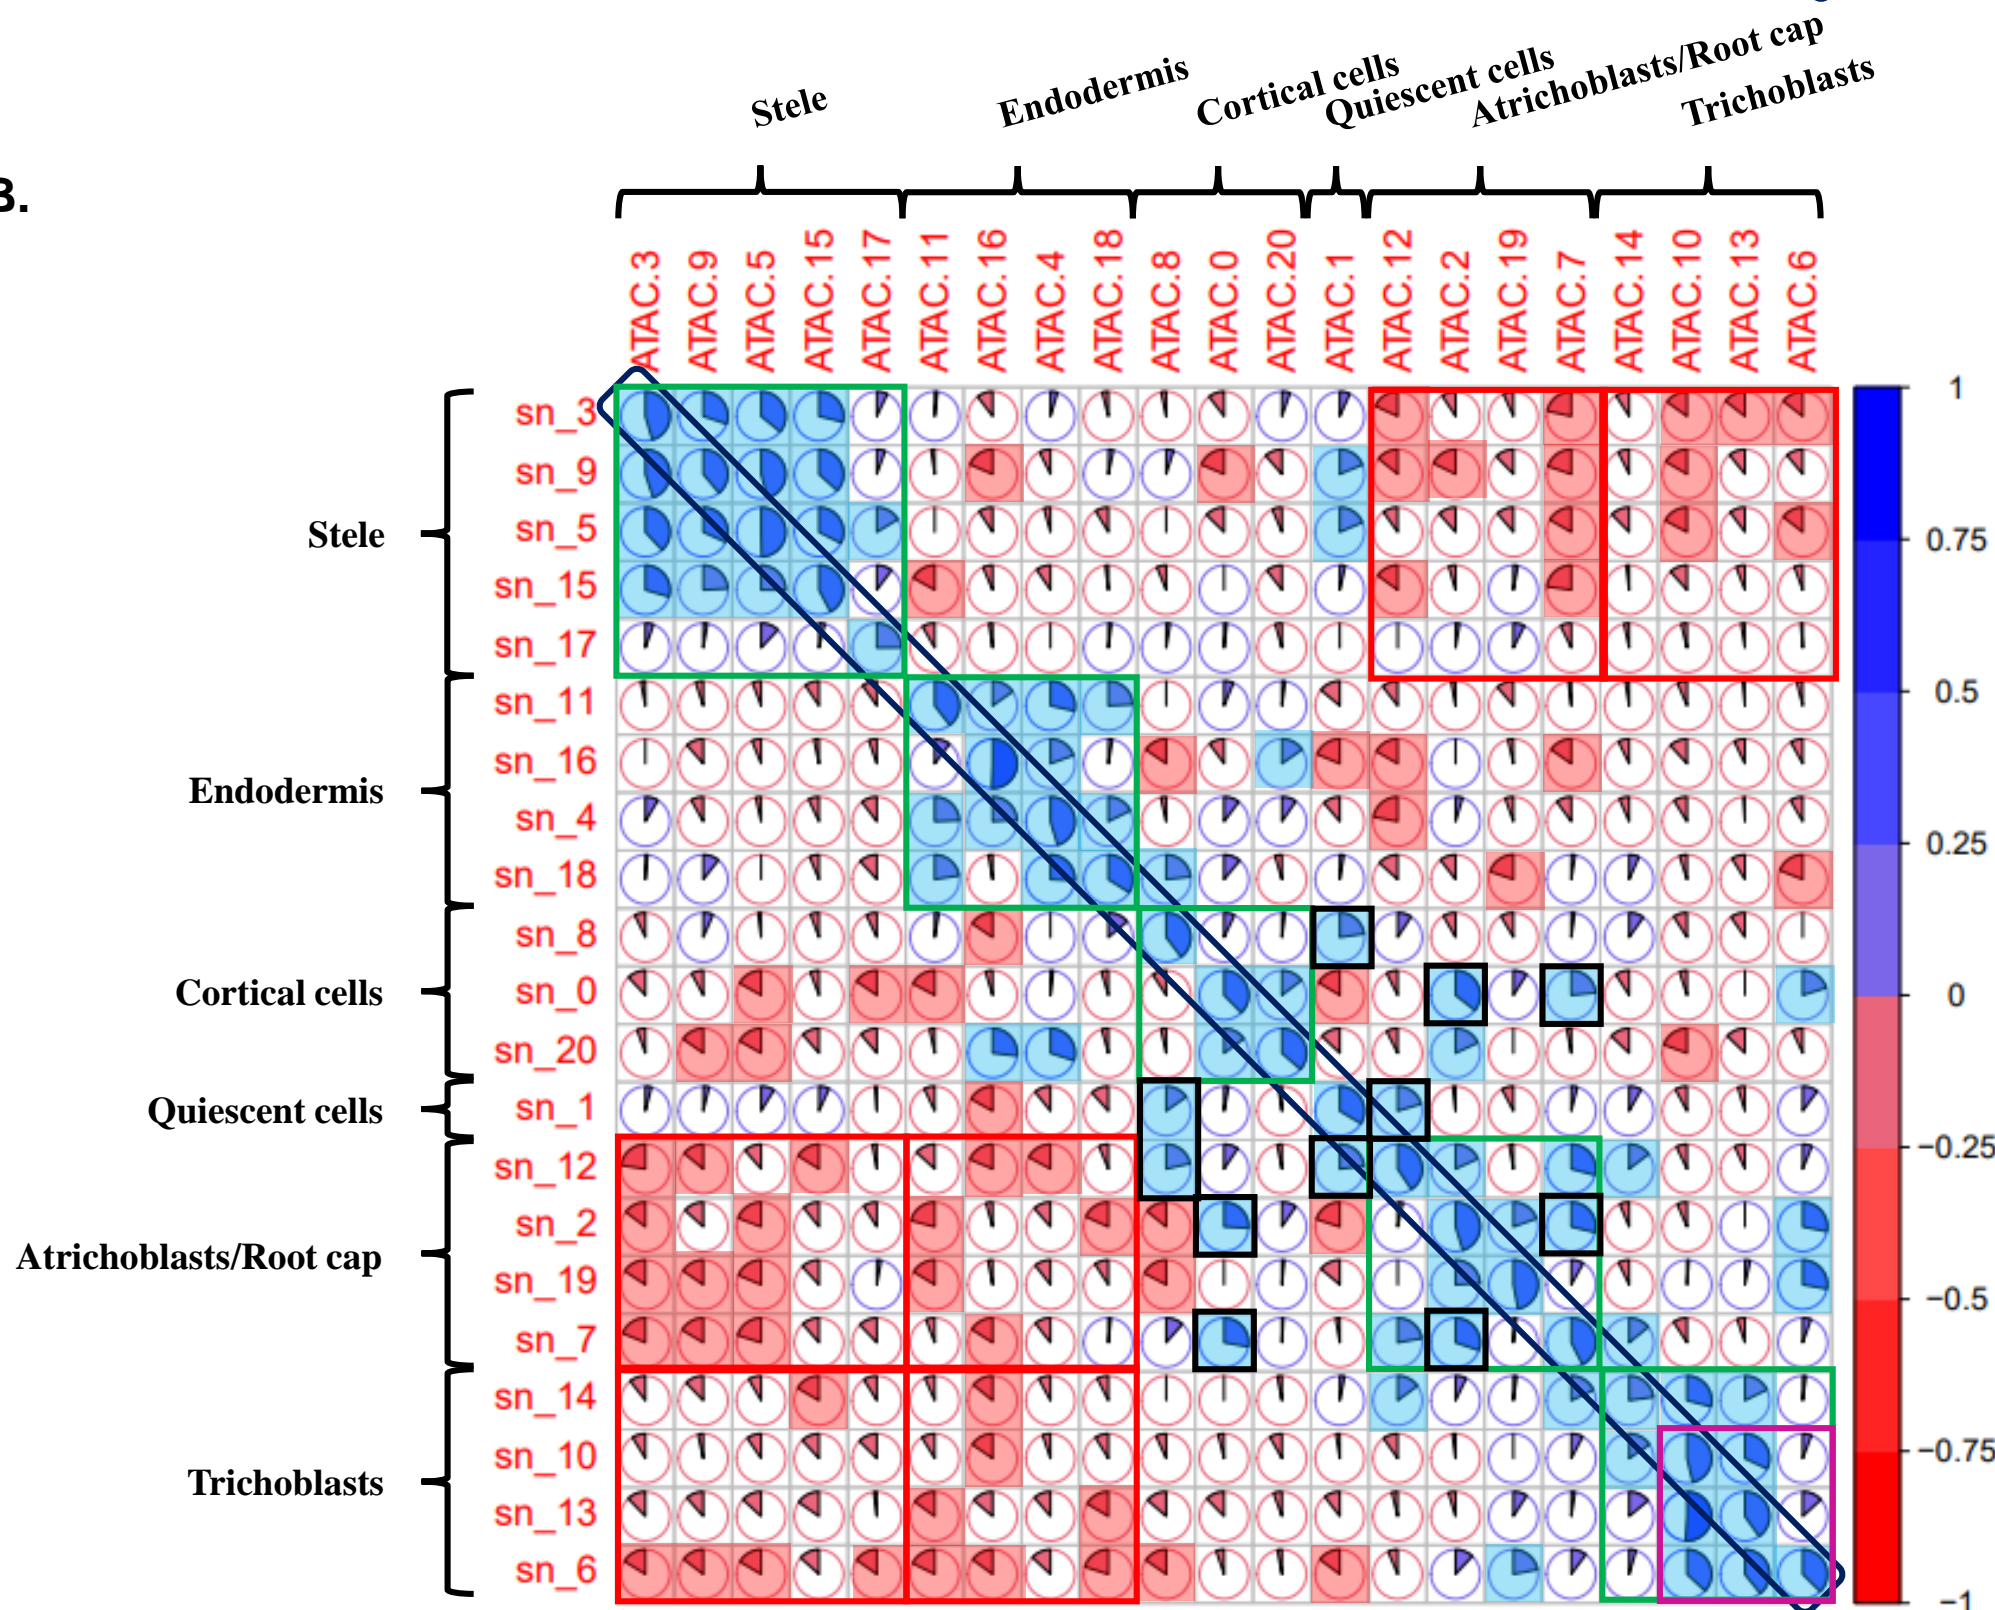 B.
Stele
Endodermis
Cortical cells
Quiescent cells
Atrichoblasts/Root cap
Trichoblasts
ATAC.3
ATAC.9
ATAC.5
ATAC.15
ATAC.17
ATAC.11
ATAC.16
ATAC.4
ATAC.18
ATAC.8
ATAC.0
ATAC.20
ATAC.1
ATAC.12
ATAC.2
ATAC.19
ATAC.7
ATAC.14
ATAC.10
ATAC.13
ATAC.6
Stele
Endodermis
Cortical cells
Quiescent cells
Atrichoblasts/Root cap
Trichoblasts
sn_3
sn_9
sn_5
sn_15
sn_17
sn_11
sn_16
sn_4
sn_18
sn_8
sn_0
sn_20
sn_1
sn_12
sn_2
sn_19
sn_7
sn_14
sn_10
sn_13
sn_6
1
0.75
0.5
0.25
0
−0.25
−0.5
−0.75
−1